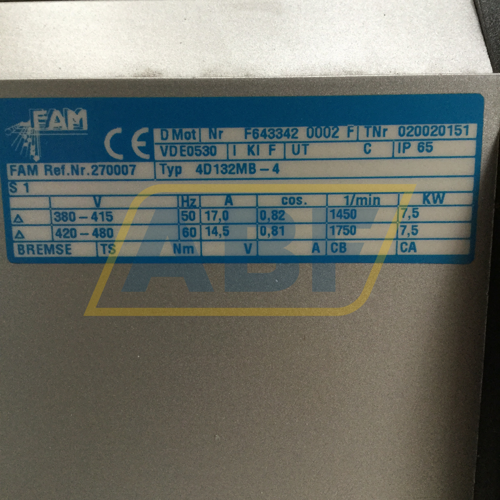 FAM
CE D Mot Nr F643342 0002 F TNr 020020151
VDE0530 I Kl F UT C IP 65
FAM Ref.Nr.270007 Typ 4D132MB-4
S 1
V Hz A cos. 1/min KW
△ 380-415 50 17,0 0,82 1450 7,5
△ 420-480 60 14,5 0,81 1750 7,5
BREMSE TS Nm V A CB CA
ABF